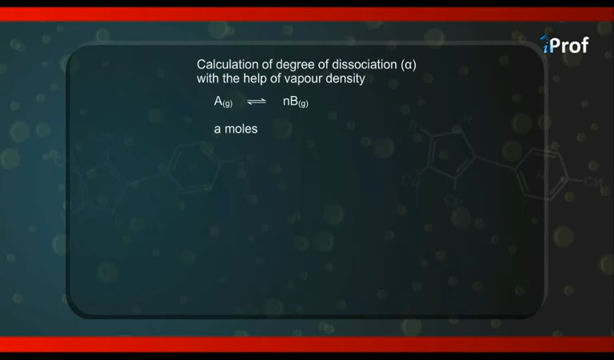 iProf
Calculation of degree of dissociation (α)
with the help of vapour density
A(g) ⇌ nB(g)
a moles